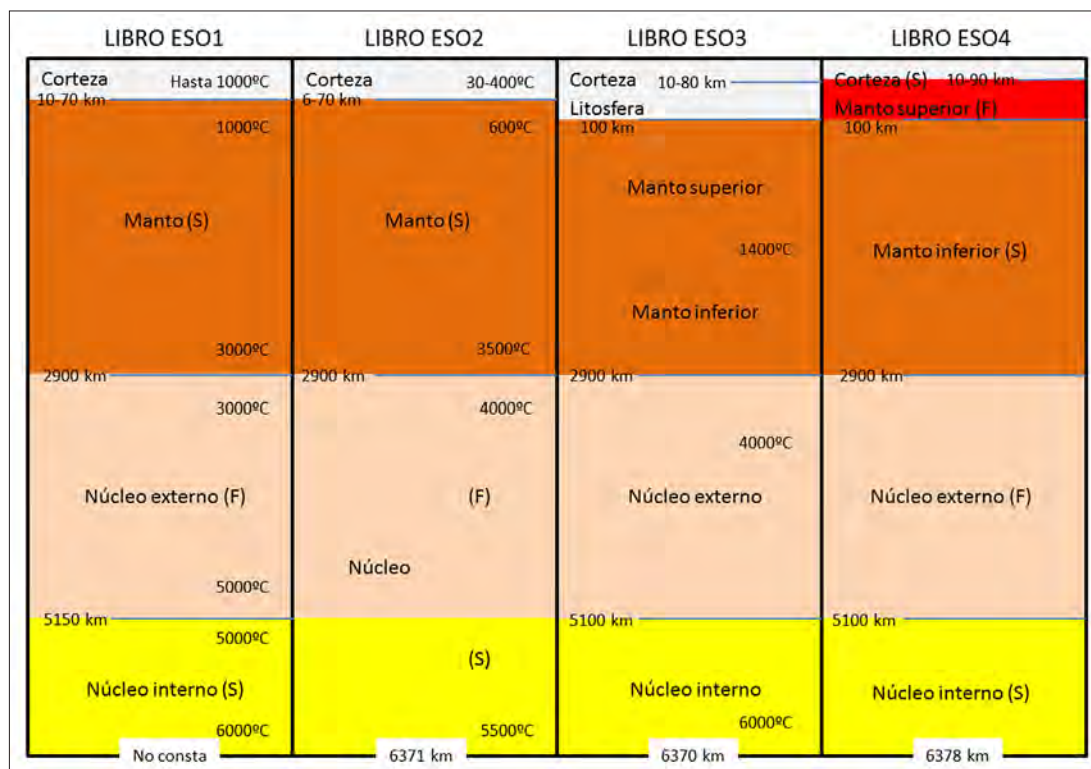 LIBRO ESO1
Corteza
Hasta 1000ºC
10-70 km
1000ºC
Manto (S)
3000ºC
2900 km
3000ºC
Núcleo externo (F)
5000ºC
5150 km
5000ºC
Núcleo interno (S)
6000ºC
No consta
LIBRO ESO2
Corteza
30-400ºC
6-70 km
600ºC
Manto (S)
3500ºC
2900 km
4000ºC
(F)
Núcleo
(S)
5500ºC
6371 km
LIBRO ESO3
Corteza
10-80 km
Litosfera
100 km
Manto superior
1400ºC
Manto inferior
2900 km
4000ºC
Núcleo externo
5100 km
Núcleo interno
6000ºC
6370 km
LIBRO ESO4
Corteza (S)
10-90 km
Manto superior (F)
100 km
Manto inferior (S)
2900 km
Núcleo externo (F)
5100 km
Núcleo interno (S)
6378 km